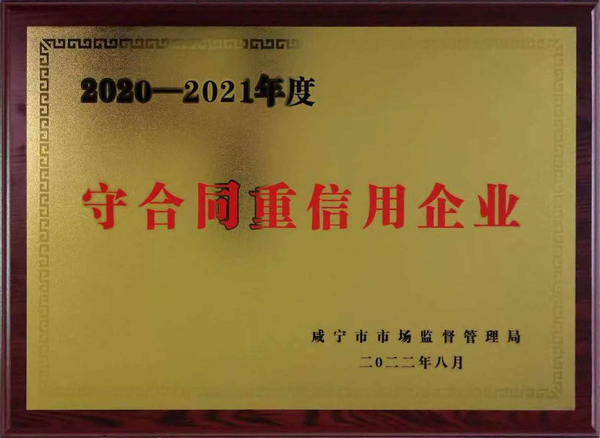 2020—2021年度
守合同重信用企业
咸宁市市场监督管理局
二0二二年八月